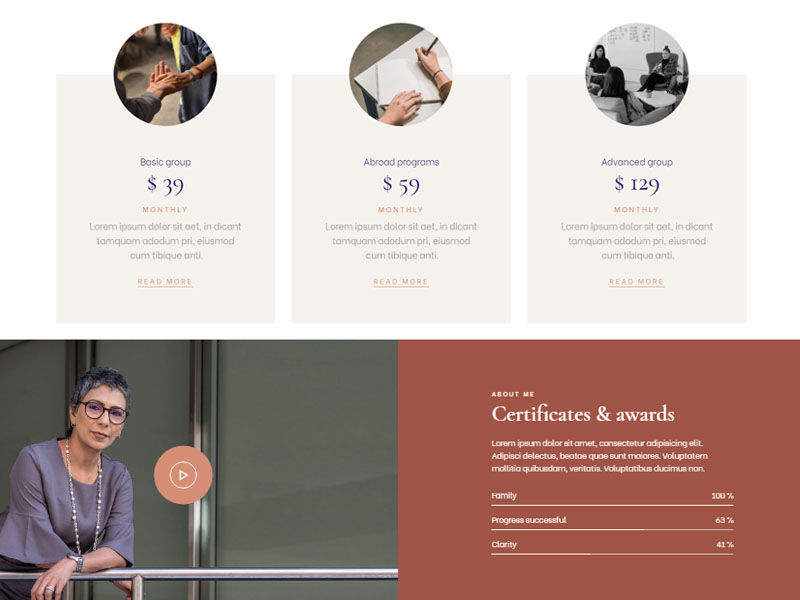 Basic group
$ 39
MONTHLY
Lorem ipsum dolor sit aet, in dicant
tamquam adodum pri, eiusmod
cum tibique anti.
READ MORE
Abroad programs
$ 59
MONTHLY
Lorem ipsum dolor sit aet, in dicant
tamquam adodum pri, eiusmod
cum tibique anti.
READ MORE
Advanced group
$ 129
MONTHLY
Lorem ipsum dolor sit aet, in dicant
tamquam adodum pri, eiusmod
cum tibique anti.
READ MORE
ABOUT ME
Certificates & awards
Lorem ipsum dolor sit amet, consectetur adipisicing elit.
Adipisci delectus, beatae quae sunt maiores. Voluptatem
mollitia quibusdam, veritatis. Voluptatibus ducimus non.
Family 100 %
Progress successful 63 %
Clarity 41 %